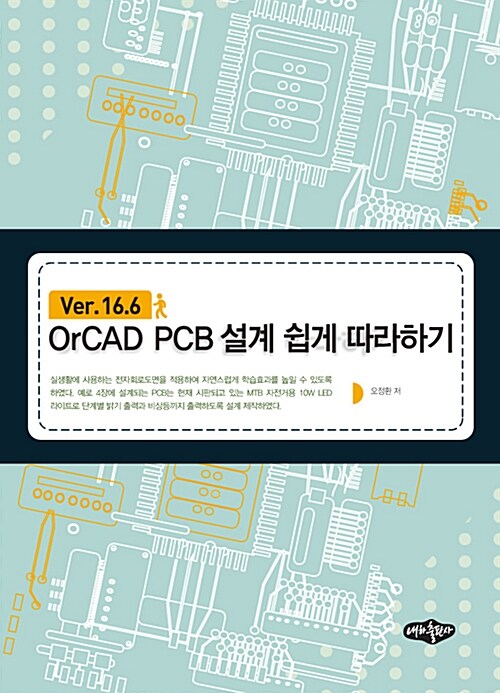 Ver.16.6
OrCAD PCB 설계 쉽게 따라하기
실생활에 사용하는 전자회로도면을 적용하여 자연스럽게 학습효과를 높일 수 있도록
하였다. 예로 4장에 설계되는 PCB는 현재 시판되고 있는 MTB 자전거용 10W LED
라이트로 단계별 밝기 출력과 비상등까지 출력하도록 설계 제작하였다.
오정환 저
내하출판사